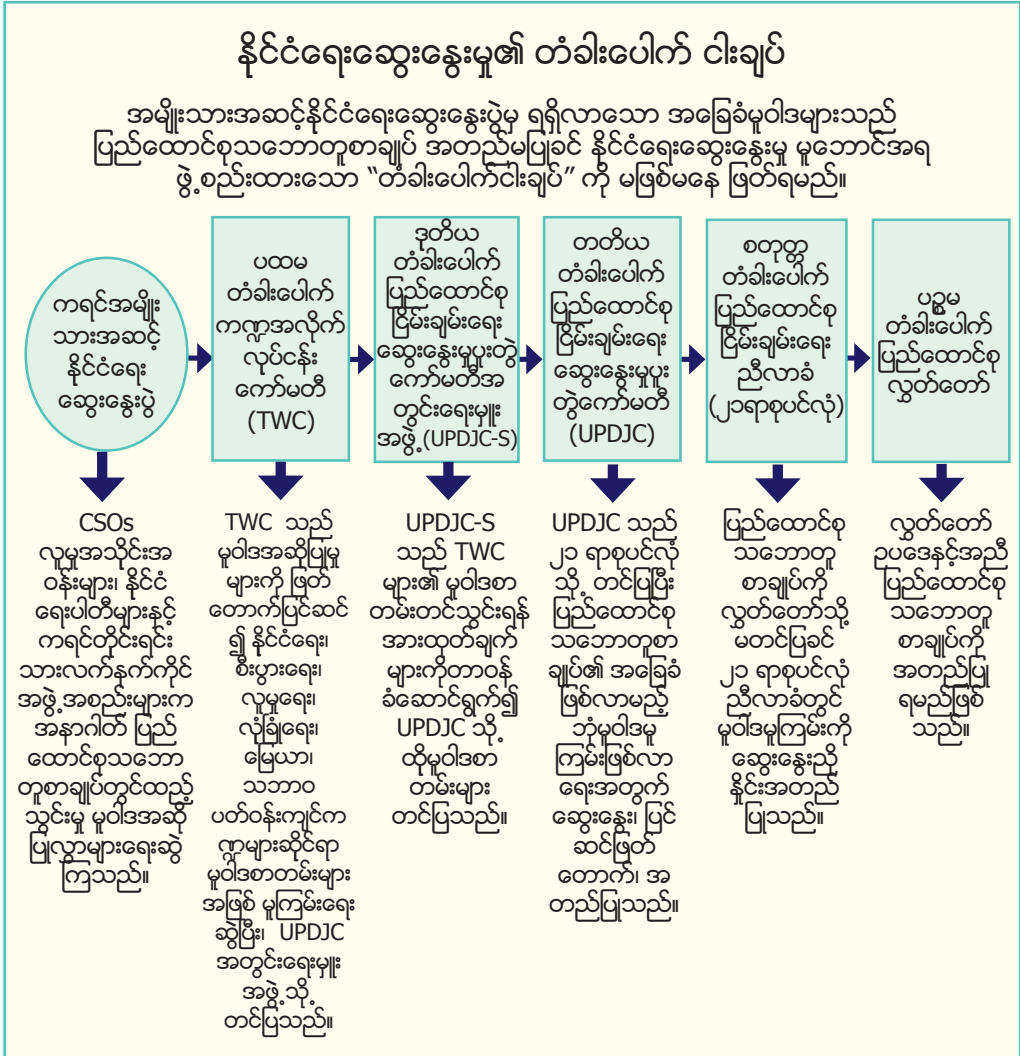 နိုင်ငံရေးဆွေးနွေးမှု၏ တံခါးပေါက် ငါးချပ်
အမျိုးသားအဆင့်နိုင်ငံရေးဆွေးနွေးပွဲမှ ရရှိလာသော အခြေခံမူဝါဒများသည်
ပြည်ထောင်စုသဘောတူစာချုပ် အတည်မပြုခင် နိုင်ငံရေးဆွေးနွေးမှု မူဘောင်အရ
ဖွဲ့စည်းထားသော “တံခါးပေါက်ငါးချပ်” ကို မဖြစ်မနေ ဖြတ်ရမည်။
ကရင်အမျိုး
သားအဆင့်
နိုင်ငံရေး
ဆွေးနွေးပွဲ
ပထမ
တံခါးပေါက်
ကဏ္ဍအလိုက်
လုပ်ငန်း
ကော်မတီ
(TWC)
ဒုတိယ
တံခါးပေါက်
ပြည်ထောင်စု
ငြိမ်းချမ်းရေး
ဆွေးနွေးမှုပူးတွဲ
ကော်မတီအ
တွင်းရေးမှူး
အဖွဲ့(UPDJC-S)
တတိယ
တံခါးပေါက်
ပြည်ထောင်စု
ငြိမ်းချမ်းရေး
ဆွေးနွေးမှုပူး
တွဲကော်မတီ
(UPDJC)
စတုတ္တ
တံခါးပေါက်
ပြည်ထောင်စု
ငြိမ်းချမ်းရေး
ညီလာခံ
(၂၁ရာစုပင်လုံ)
ပဉ္စမ
တံခါးပေါက်
ပြည်ထောင်စု
လွှတ်တော်
CSOs
လူမှုအသိုင်းအ
ဝန်းများ၊ နိုင်ငံ
ရေးပါတီများနှင့်
ကရင်တိုင်းရင်း
သားလက်နက်ကိုင်
အဖွဲ့အစည်းများက
အနာဂါတ် ပြည်
ထောင်စုသဘော
တူစာချုပ်တွင်ထည့်
သွင်းမှု မူဝါဒအဆို
ပြုလွှာများရေးဆွဲ
ကြသည်။
TWC သည်
မူဝါဒအဆိုပြုမှု
များကို ဖြတ်
တောက်ပြင်ဆင်
၍ နိုင်ငံရေး၊
စီးပွားရေး၊
လူမှုရေး၊
လုံခြုံရေး၊
မြေယာ၊
သဘာဝ
ပတ်ဝန်းကျင်က
ဏ္ဍများဆိုင်ရာ
မူဝါဒစာတမ်းများ
အဖြစ် မူကြမ်းရေး
ဆွဲပြီး၊ UPDJC
အတွင်းရေးမှူး
အဖွဲ့သို့
တင်ပြသည်။
UPDJC-S
သည် TWC
များ၏ မူဝါဒစာ
တမ်းတင်သွင်းရန်
အားထုတ်ချက်
များကိုတာဝန်
ခံဆောင်ရွက်၍
UPDJC သို့
ထိုမူဝါဒစာ
တမ်းများ
တင်ပြသည်။
UPDJC သည်
၂၁ ရာစုပင်လုံ
သို့ တင်ပြပြီး
ပြည်ထောင်စု
သဘောတူစာ
ချုပ်၏ အခြေခံ
ဖြစ်လာမည့်
ဘုံမူဝါဒမူ
ကြမ်းဖြစ်လာ
ရေးအတွက်
ဆွေးနွေး၊ ပြင်
ဆင်ဖြတ်
တောက်၊ အ
တည်ပြုသည်။
ပြည်ထောင်စု
သဘောတူ
စာချုပ်ကို
လွှတ်တော်သို့
မတင်ပြခင်
၂၁ ရာစုပင်လုံ
ညီလာခံတွင်
မူဝါဒမူကြမ်းကို
ဆွေးနွေးညှိ
နှိုင်းအတည်
ပြုသည်။
လွှတ်တော်
ဥပဒေနှင့်အညီ
ပြည်ထောင်စု
သဘောတူ
စာချုပ်ကို
အတည်ပြု
ရမည်ဖြစ်
သည်။